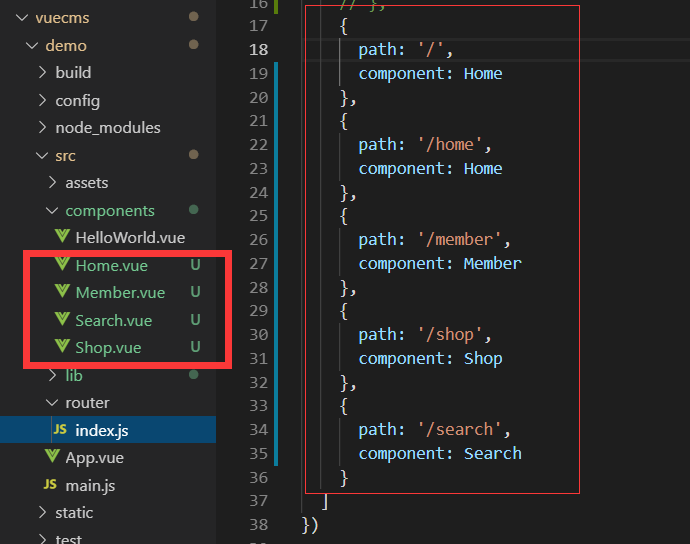 vuecms
demo
build
config
node_modules
src
assets
components
HelloWorld.vue
Home.vue U
Member.vue U
Search.vue U
Shop.vue U
lib
router
JS index.js
App.vue
JS main.js
static
test
16 // },
17 {
18 path: '/',
19 component: Home
20 },
21 {
22 path: '/home',
23 component: Home
24 },
25 {
26 path: '/member',
27 component: Member
28 },
29 {
30 path: '/shop',
31 component: Shop
32 },
33 {
34 path: '/search',
35 component: Search
36 }
37 ]
38 })